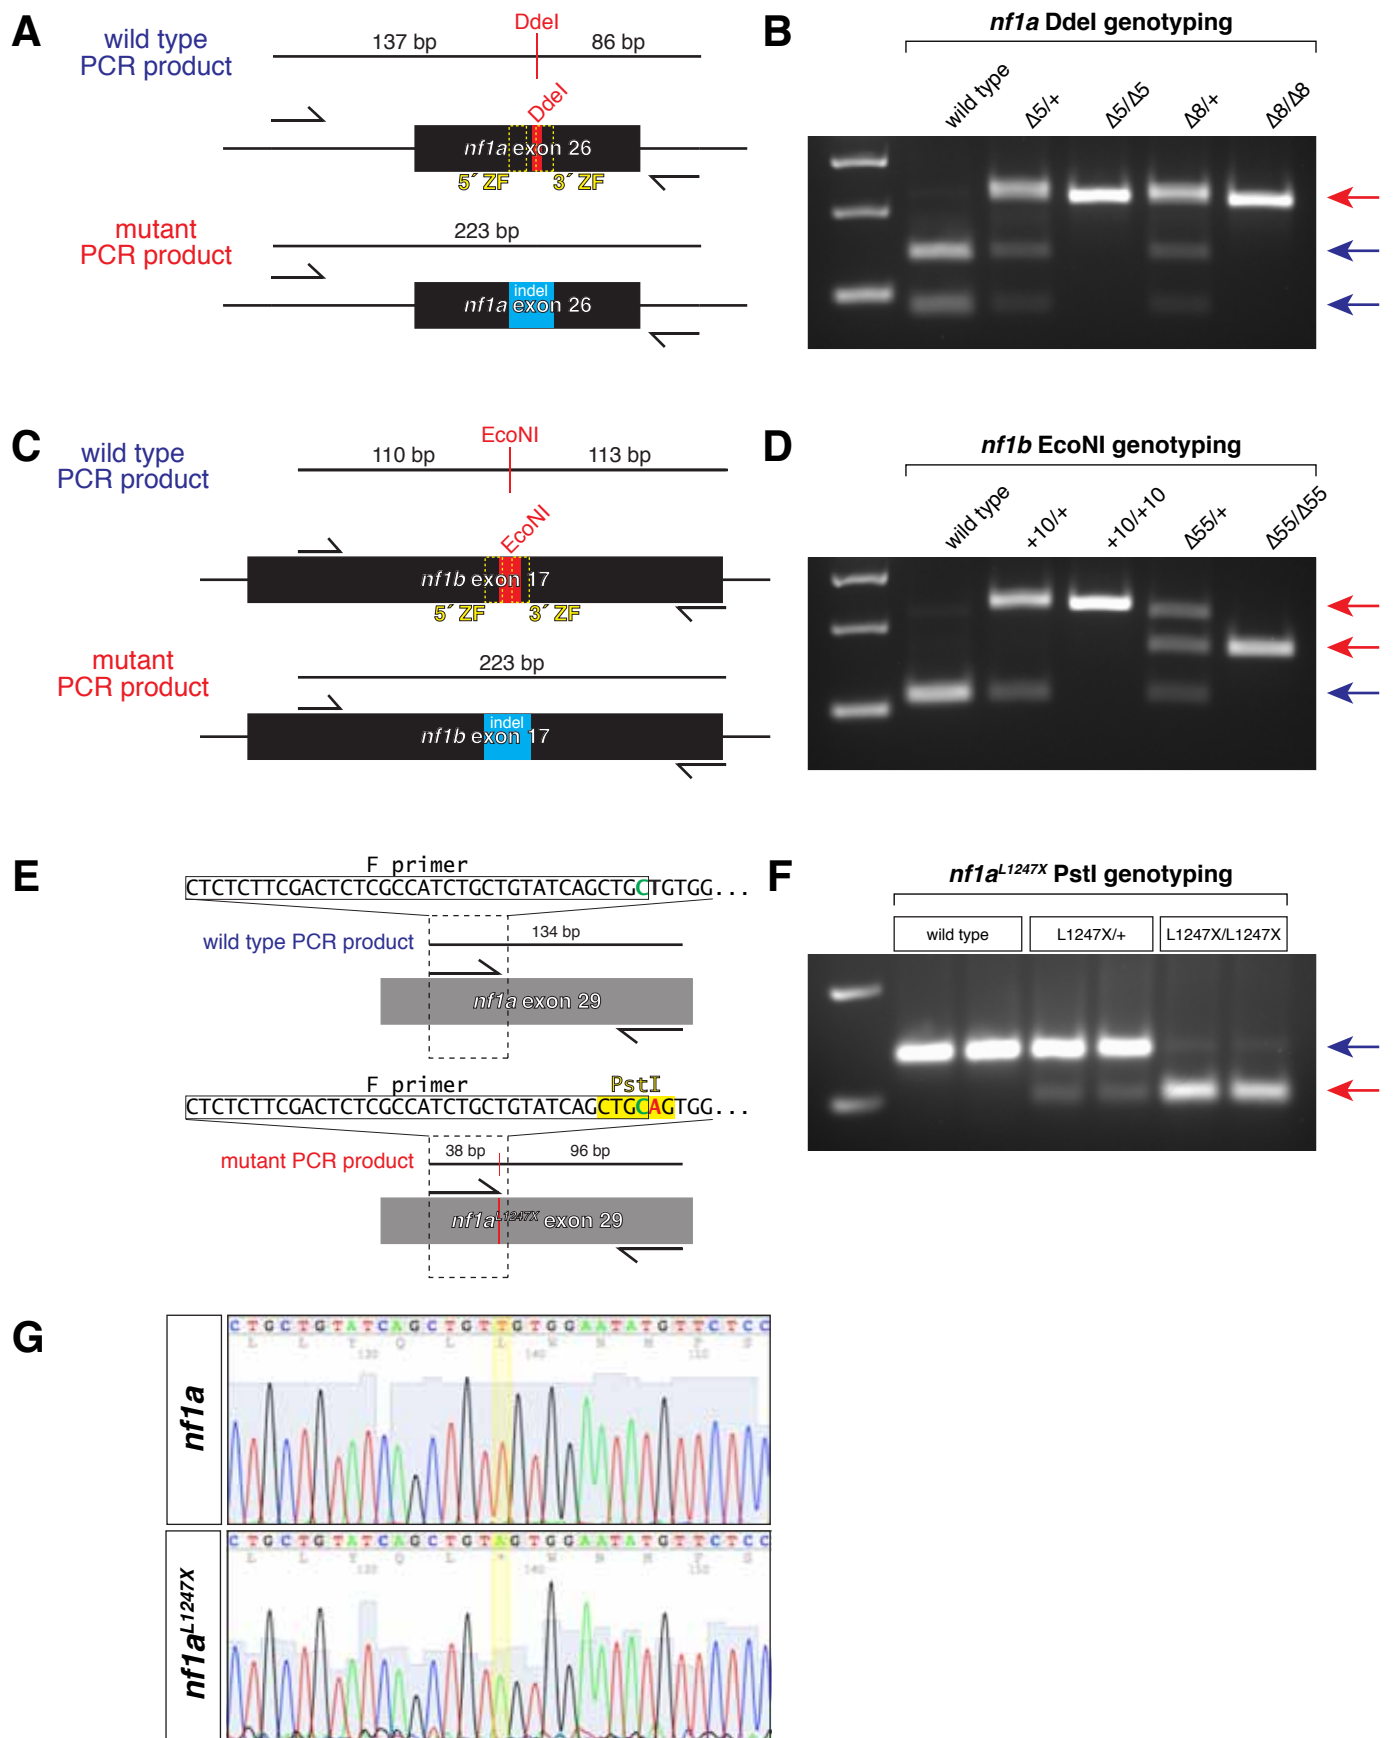 A
wild type
PCR product
137 bp
DdeI
86 bp
DdeI
nf1a exon 26
5´ ZF
3´ ZF
mutant
PCR product
223 bp
indel
nf1a exon 26
B
nf1a DdeI genotyping
wild type
Δ5/+
Δ5/Δ5
Δ8/+
Δ8/Δ8
C
wild type
PCR product
110 bp
EcoNI
113 bp
EcoNI
nf1b exon 17
5´ ZF
3´ ZF
mutant
PCR product
223 bp
indel
nf1b exon 17
D
nf1b EcoNI genotyping
wild type
+10/+
+10/+10
Δ55/+
Δ55/Δ55
E
F primer
CTCTCTTCGACTCTCGCCATCTGCTGTATCAGCTGCTGTGG...
wild type PCR product
134 bp
nf1a exon 29
F primer
PstI
CTCTCTTCGACTCTCGCCATCTGCTGTATCAGCTGCAGTGG...
mutant PCR product
38 bp
96 bp
nf1aL1247X exon 29
F
nf1aL1247X PstI genotyping
wild type
L1247X/+
L1247X/L1247X
G
nf1a
C T G C T G T A T C A G C T G T T G T G G A A T A T G T T C T C C
L L Y Q L L W N M F S
130 140
nf1aL1247X
C T G C T G T A T C A G C T G T A G T G G A A T A T G T T C T C C
L L Y Q L * W N M F S
130 140 150